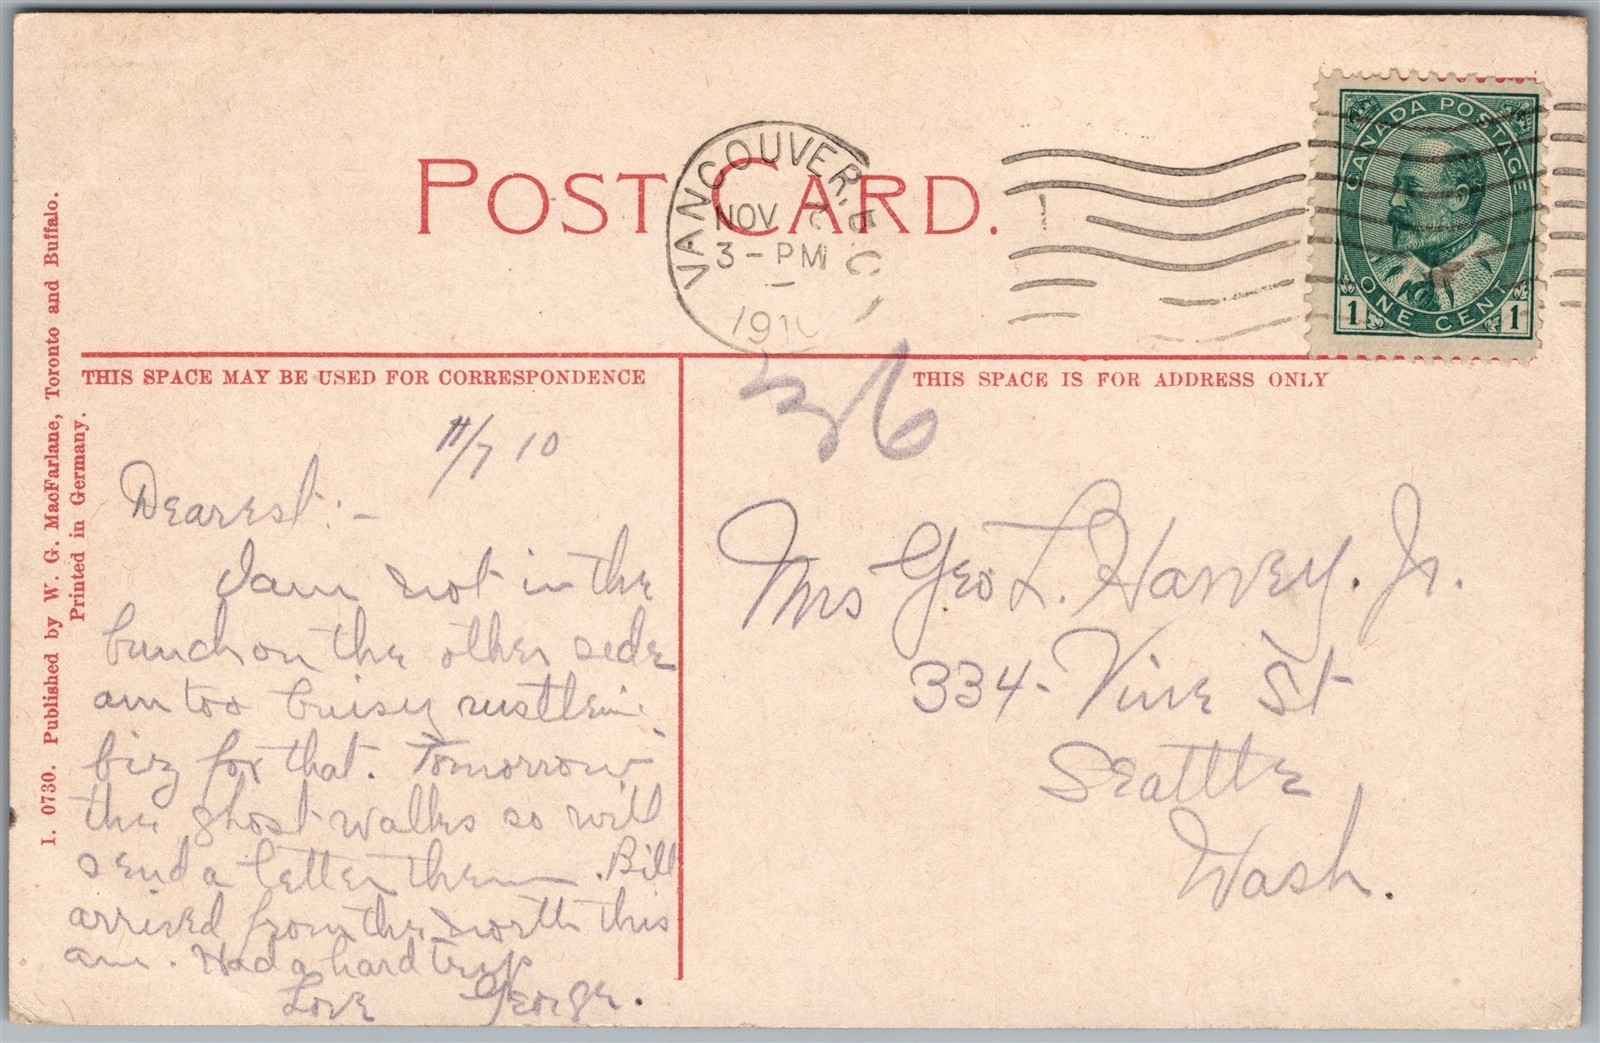 POST CARD.
VANCOUVER, B.C.
NOV 7
3 - PM
1910
CANADA POSTAGE
ONE CENT
1 1
THIS SPACE MAY BE USED FOR CORRESPONDENCE
THIS SPACE IS FOR ADDRESS ONLY
I. 0730. Published by W. G. MacFarlane, Toronto and Buffalo.
Printed in Germany.
36
11/7 10
Dearest:-
I am not in the
bunch on the other side
am too buisy rustlein
biz for that. Tomorrow
the ghost walks so will
send a letter then. Bill
arrived from the north this
am. Had a hard trip
Love George.
Mrs Geo L. Harvey. Jr.
334 - Vine St
Seattle
Wash.